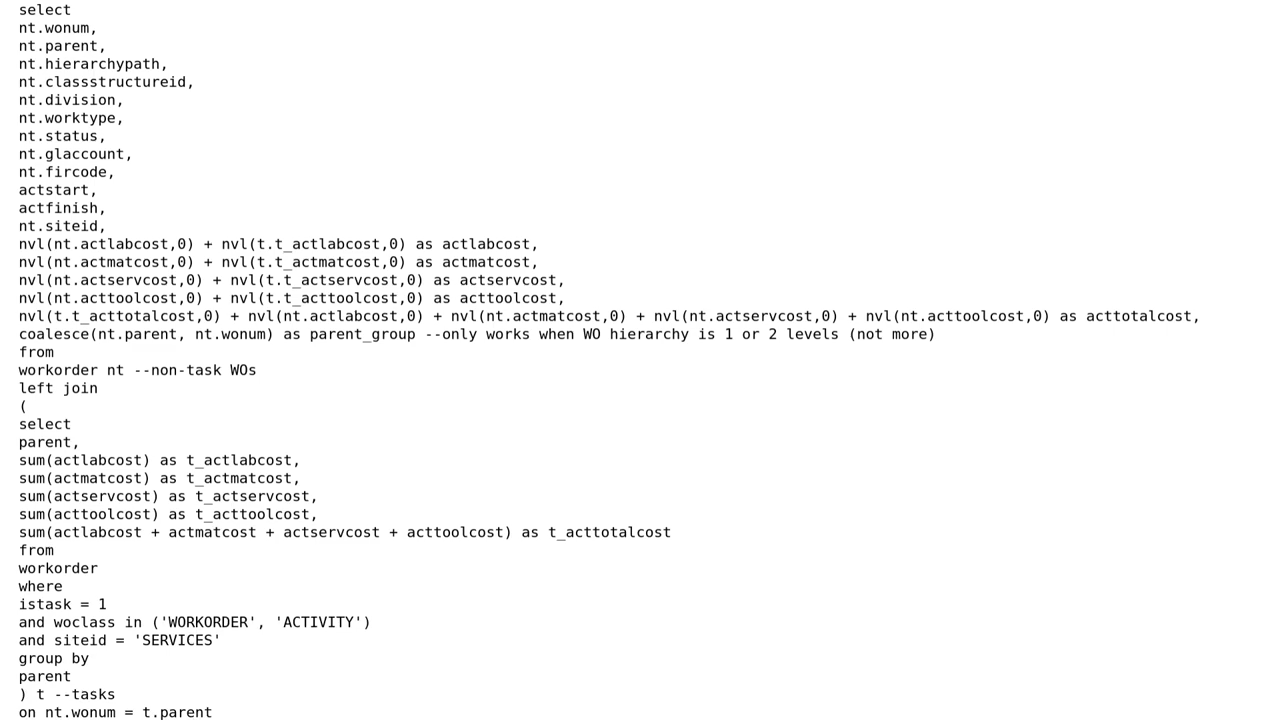 select
nt.wonum,
nt.parent,
nt.hierarchypath,
nt.classstructureid,
nt.division,
nt.worktype,
nt.status,
nt.glaccount,
nt.fircode,
actstart,
actfinish,
nt.siteid,
nvl(nt.actlabcost,0) + nvl(t.t_actlabcost,0) as actlabcost,
nvl(nt.actmatcost,0) + nvl(t.t_actmatcost,0) as actmatcost,
nvl(nt.actservcost,0) + nvl(t.t_actservcost,0) as actservcost,
nvl(nt.acttoolcost,0) + nvl(t.t_acttoolcost,0) as acttoolcost,
nvl(t.t_acttotalcost,0) + nvl(nt.actlabcost,0) + nvl(nt.actmatcost,0) + nvl(nt.actservcost,0) + nvl(nt.acttoolcost,0) as acttotalcost,
coalesce(nt.parent, nt.wonum) as parent_group --only works when WO hierarchy is 1 or 2 levels (not more)
from
workorder nt --non-task WOs
left join
(
select
parent,
sum(actlabcost) as t_actlabcost,
sum(actmatcost) as t_actmatcost,
sum(actservcost) as t_actservcost,
sum(acttoolcost) as t_acttoolcost,
sum(actlabcost + actmatcost + actservcost + acttoolcost) as t_acttotalcost
from
workorder
where
istask = 1
and woclass in ('WORKORDER', 'ACTIVITY')
and siteid = 'SERVICES'
group by
parent
) t --tasks
on nt.wonum = t.parent